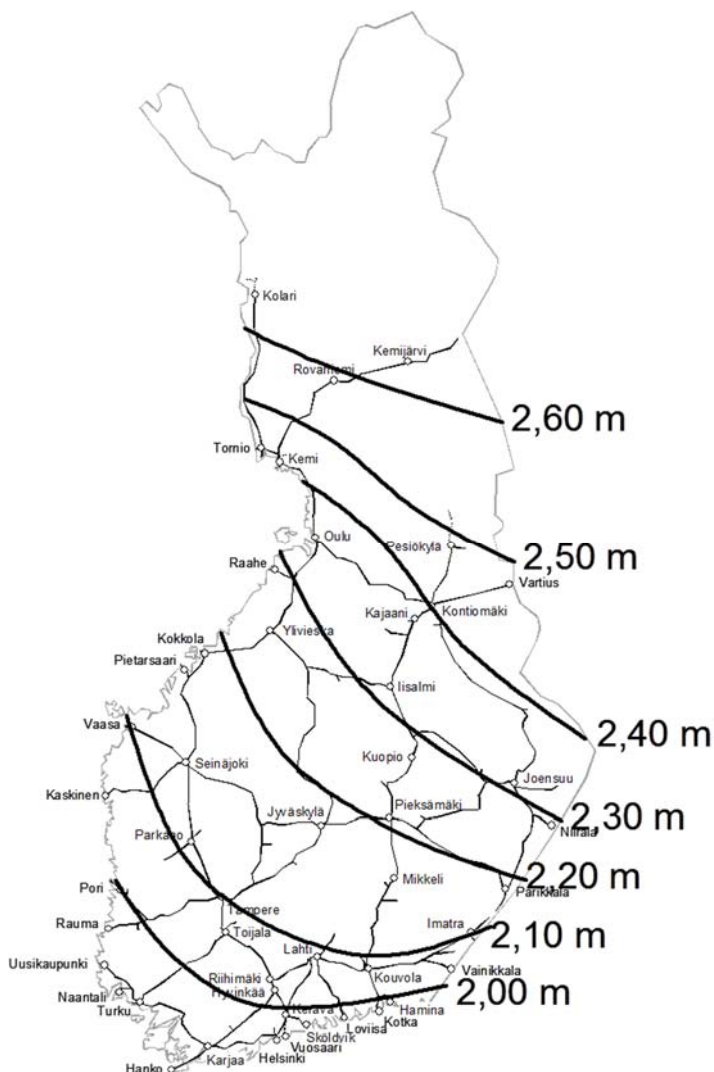 Kolari
Kemijärvi
Rovaniemi
2,60 m
Tornio
Kemi
Oulu
Pesiökylä
2,50 m
Raahe
Vartius
Kajaani
Kontiomäki
Ylivieska
Kokkola
Pietarsaari
Iisalmi
Vaasa
2,40 m
Seinäjoki
Kuopio
Joensuu
Kaskinen
Pieksämäki
Jyväskylä
2,30 m
Niirala
Parkano
2,20 m
Mikkeli
Pori
Parikkala
Tampere
Rauma
Toijala
Imatra
2,10 m
Lahti
Uusikaupunki
Kouvola
Vainikkala
Riihimäki
Hyvinkää
2,00 m
Naantali
Turku
Hamina
Kerava
Kotka
Loviisa
Sköldvik
Vuosaari
Helsinki
Karjaa
Hanko